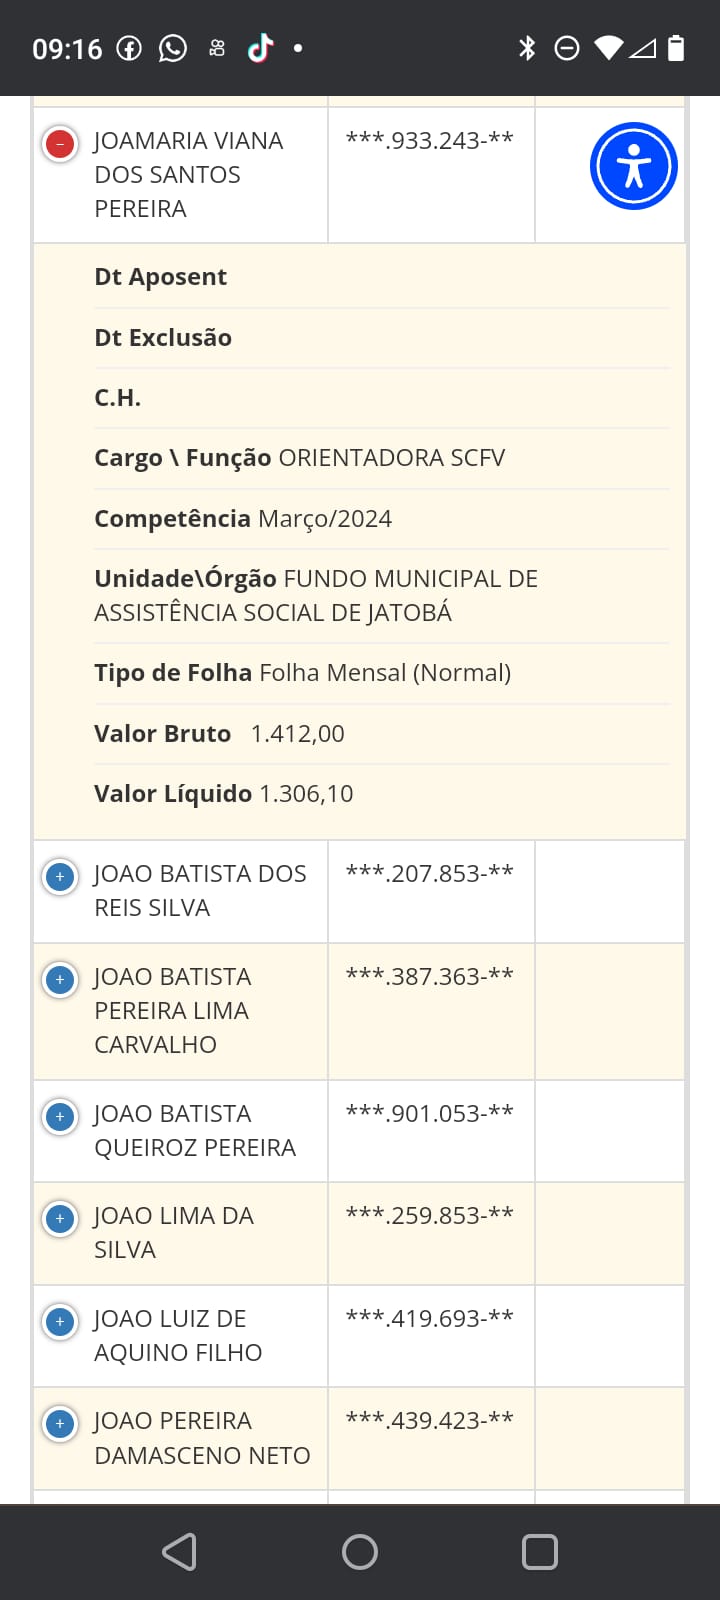 09:16
JOAMARIA VIANA ***.933.243-**
DOS SANTOS
PEREIRA
Dt Aposent
Dt Exclusão
C.H.
Cargo \ Função ORIENTADORA SCFV
Competência Março/2024
Unidade\Órgão FUNDO MUNICIPAL DE
ASSISTÊNCIA SOCIAL DE JATOBÁ
Tipo de Folha Folha Mensal (Normal)
Valor Bruto 1.412,00
Valor Líquido 1.306,10
JOAO BATISTA DOS ***.207.853-**
REIS SILVA
JOAO BATISTA ***.387.363-**
PEREIRA LIMA
CARVALHO
JOAO BATISTA ***.901.053-**
QUEIROZ PEREIRA
JOAO LIMA DA ***.259.853-**
SILVA
JOAO LUIZ DE ***.419.693-**
AQUINO FILHO
JOAO PEREIRA ***.439.423-**
DAMASCENO NETO